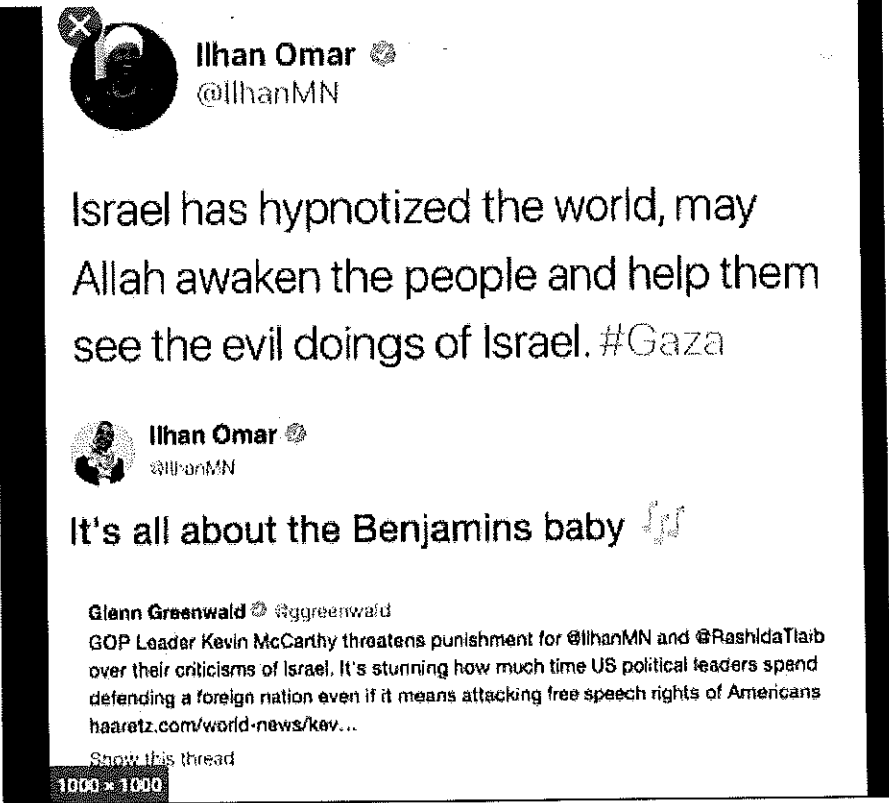 Ilhan Omar
@IlhanMN
Israel has hypnotized the world, may
Allah awaken the people and help them
see the evil doings of Israel. #Gaza
Ilhan Omar
@IlhanMN
It's all about the Benjamins baby
Glenn Greenwald @ggreenwald
GOP Leader Kevin McCarthy threatens punishment for @IlhanMN and @RashidaTlaib
over their criticisms of Israel. It's stunning how much time US political leaders spend
defending a foreign nation even if it means attacking free speech rights of Americans
haaretz.com/world-news/kev...
Show this thread
1000 × 1000